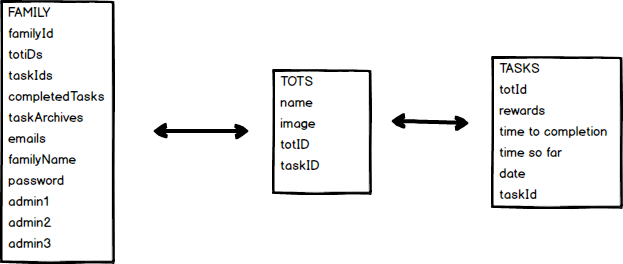 FAMILY
familyId
totiDs
taskIds
completedTasks
taskArchives
emails
familyName
password
admin1
admin2
admin3
TOTS
name
image
totID
taskID
TASKS
totId
rewards
time to completion
time so far
date
taskId